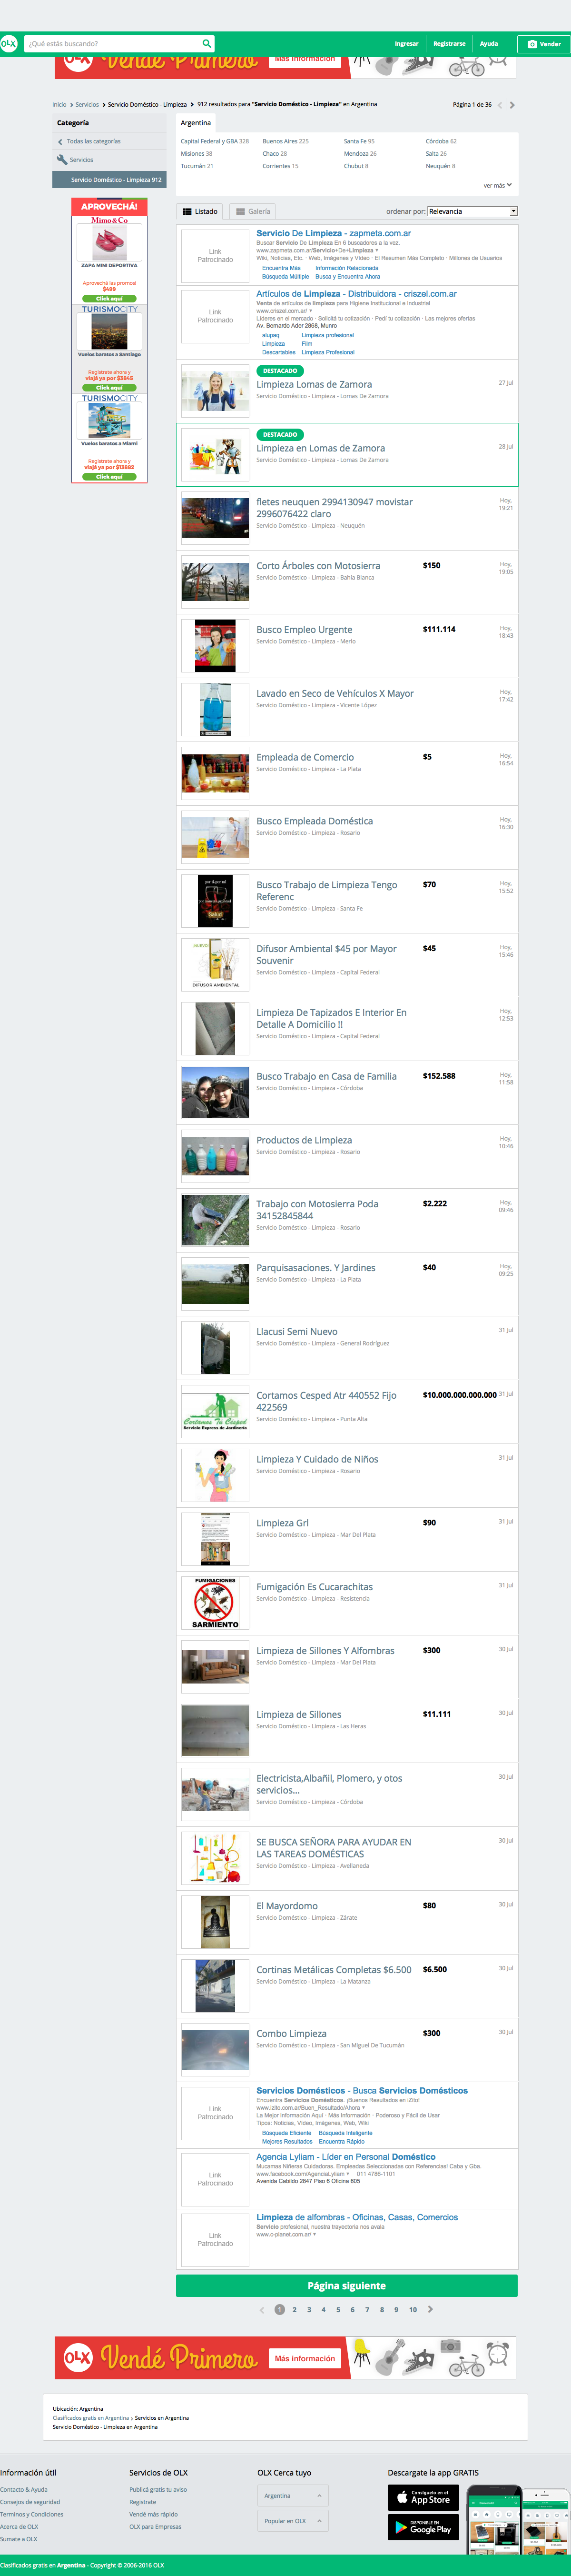 OLX
¿Qué estás buscando?
Ingresar
Registrarse
Ayuda
Vender
OLX Vendé Primero Más información
Inicio > Servicios > Servicio Doméstico - Limpieza > 912 resultados para "Servicio Doméstico - Limpieza" en Argentina
Página 1 de 36
Categoría
Todas las categorías
Servicios
Servicio Doméstico - Limpieza 912
APROVECHÁ!
Mimo&Co
ZAPA MINI DEPORTIVA
Aprovechá las promos!
$499
Click aquí
TURISMOCITY
Vuelos baratos a Santiago
Registrate ahora y
viajá ya por $3845
Click aquí
TURISMOCITY
Vuelos baratos a Miami
Registrate ahora y
viajá ya por $13882
Click aquí
Argentina
Capital Federal y GBA 328
Buenos Aires 225
Santa Fe 95
Córdoba 62
Misiones 38
Chaco 28
Mendoza 26
Salta 26
Tucumán 21
Corrientes 15
Chubut 8
Neuquén 8
ver más
Listado
Galería
ordenar por: Relevancia
Link
Patrocinado
Servicio De Limpieza - zapmeta.com.ar
Buscar Servicio De Limpieza En 6 buscadores a la vez.
www.zapmeta.com.ar/Servicio+De+Limpieza
Wiki, Noticias, Etc. · Web, Imágenes y Vídeo · El Resumen Más Completo · Millones de Usuarios
Encuentra Más
Información Relacionada
Búsqueda Múltiple
Busca y Encuentra Ahora
Link
Patrocinado
Artículos de Limpieza - Distribuidora - criszel.com.ar
Venta de artículos de limpieza para Higiene Institucional e Industrial
www.criszel.com.ar/
Líderes en el mercado · Solicitá tu cotización · Pedí tu cotización · Las mejores ofertas
Av. Bernardo Ader 2868, Munro
alupaq
Limpieza profesional
Limpieza
Film
Descartables
Limpieza Profesional
DESTACADO
Limpieza Lomas de Zamora
Servicio Doméstico - Limpieza - Lomas De Zamora
27 Jul
DESTACADO
Limpieza en Lomas de Zamora
Servicio Doméstico - Limpieza - Lomas De Zamora
28 Jul
fletes neuquen 2994130947 movistar
2996076422 claro
Servicio Doméstico - Limpieza - Neuquén
Hoy,
19:21
Corto Árboles con Motosierra
Servicio Doméstico - Limpieza - Bahía Blanca
$150
Hoy,
19:05
Busco Empleo Urgente
Servicio Doméstico - Limpieza - Merlo
$111.114
Hoy,
18:43
Lavado en Seco de Vehículos X Mayor
Servicio Doméstico - Limpieza - Vicente López
Hoy,
17:42
Empleada de Comercio
Servicio Doméstico - Limpieza - La Plata
$5
Hoy,
16:54
Busco Empleada Doméstica
Servicio Doméstico - Limpieza - Rosario
Hoy,
16:30
Busco Trabajo de Limpieza Tengo
Referenc
Servicio Doméstico - Limpieza - Santa Fe
$70
Hoy,
15:52
DIFUSOR AMBIENTAL
Difusor Ambiental $45 por Mayor
Souvenir
Servicio Doméstico - Limpieza - Capital Federal
$45
Hoy,
15:46
Limpieza De Tapizados E Interior En
Detalle A Domicilio !!
Servicio Doméstico - Limpieza - Capital Federal
Hoy,
12:53
Busco Trabajo en Casa de Familia
Servicio Doméstico - Limpieza - Córdoba
$152.588
Hoy,
11:58
Productos de Limpieza
Servicio Doméstico - Limpieza - Rosario
Hoy,
10:46
Trabajo con Motosierra Poda
34152845844
Servicio Doméstico - Limpieza - Rosario
$2.222
Hoy,
09:46
Parquisasaciones. Y Jardines
Servicio Doméstico - Limpieza - La Plata
$40
Hoy,
09:25
Llacusi Semi Nuevo
Servicio Doméstico - Limpieza - General Rodríguez
31 Jul
Cortamos Tu Césped
Servicio Express de Jardinería
Cortamos Cesped Atr 440552 Fijo
422569
Servicio Doméstico - Limpieza - Punta Alta
$10.000.000.000.000
31 Jul
Limpieza Y Cuidado de Niños
Servicio Doméstico - Limpieza - Rosario
31 Jul
Limpieza Grl
Servicio Doméstico - Limpieza - Mar Del Plata
$90
31 Jul
SARMIENTO
Fumigación Es Cucarachitas
Servicio Doméstico - Limpieza - Resistencia
31 Jul
Limpieza de Sillones Y Alfombras
Servicio Doméstico - Limpieza - Mar Del Plata
$300
30 Jul
Limpieza de Sillones
Servicio Doméstico - Limpieza - Las Heras
$11.111
30 Jul
Electricista,Albañil, Plomero, y otos
servicios...
Servicio Doméstico - Limpieza - Córdoba
30 Jul
SE BUSCA SEÑORA PARA AYUDAR EN
LAS TAREAS DOMÉSTICAS
Servicio Doméstico - Limpieza - Avellaneda
30 Jul
El Mayordomo
Servicio Doméstico - Limpieza - Zárate
$80
30 Jul
Cortinas Metálicas Completas $6.500
Servicio Doméstico - Limpieza - La Matanza
$6.500
30 Jul
Combo Limpieza
Servicio Doméstico - Limpieza - San Miguel De Tucumán
$300
30 Jul
Link
Patrocinado
Servicios Domésticos - Busca Servicios Domésticos
Encuentra Servicios Domésticos. ¡Buenos Resultados en iZito!
www.izito.com.ar/Buen_Resultado/Ahora
La Mejor Información Aquí · Más información · Poderoso y Fácil de Usar
Tipos: Noticias, Vídeo, Imágenes, Web, Wiki
Búsqueda Eficiente
Búsqueda Inteligente
Mejores Resultados
Encuentra Rápido
Link
Patrocinado
Agencia Lyliam - Líder en Personal Doméstico
Mucamas Niñeras Cuidadoras. Empleadas Seleccionadas con Referencias! Caba y Gba.
www.facebook.com/AgenciaLyliam 011 4786-1101
Avenida Cabildo 2847 Piso 6 Oficina 605
Link
Patrocinado
Limpieza de alfombras - Oficinas, Casas, Comercios
Servicio profesional, nuestra trayectoria nos avala
www.o-planet.com.ar/
Página siguiente
1 2 3 4 5 6 7 8 9 10
OLX Vendé Primero Más información
Ubicación: Argentina
Clasificados gratis en Argentina > Servicios en Argentina
Servicio Doméstico - Limpieza en Argentina
Información útil
Contacto & Ayuda
Consejos de seguridad
Terminos y Condiciones
Acerca de OLX
Sumate a OLX
Servicios de OLX
Publicá gratis tu aviso
Registrate
Vendé más rápido
OLX para Empresas
OLX Cerca tuyo
Argentina
Popular en OLX
Descargate la app GRATIS
Consíguelo en el
App Store
DISPONIBLE EN
Google Play
Clasificados gratis en Argentina - Copyright © 2006-2016 OLX